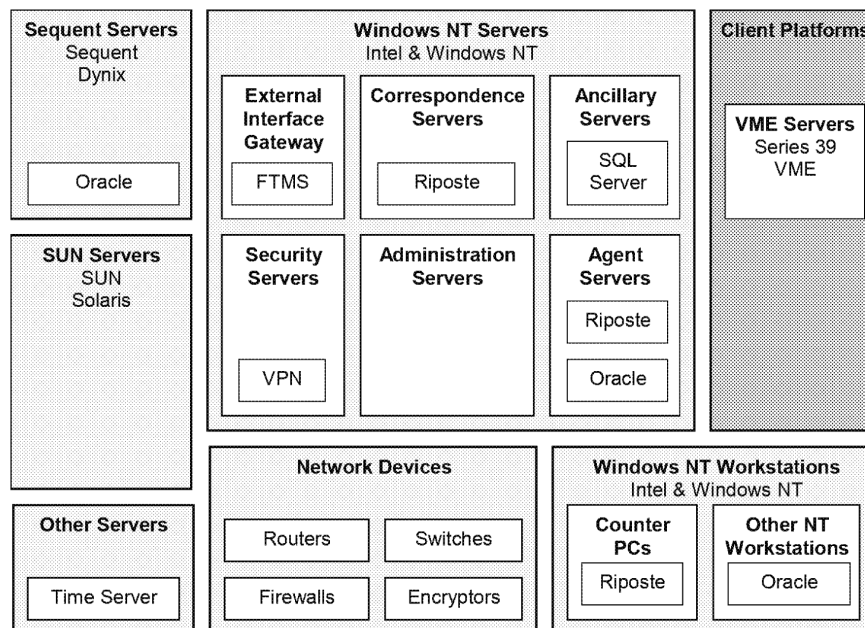 Sequent Servers
Sequent
Dynix
Oracle
Windows NT Servers
Intel & Windows NT
External
Interface
Gateway
FTMS
Correspondence
Servers
Riposte
Ancillary
Servers
SQL
Server
Client Platforms
VME Servers
Series 39
VME
SUN Servers
SUN
Solaris
Security
Servers
VPN
Administration
Servers
Agent
Servers
Riposte
Oracle
Other Servers
Time Server
Network Devices
Routers
Switches
Firewalls
Encryptors
Windows NT Workstations
Intel & Windows NT
Counter
PCs
Riposte
Other NT
Workstations
Oracle